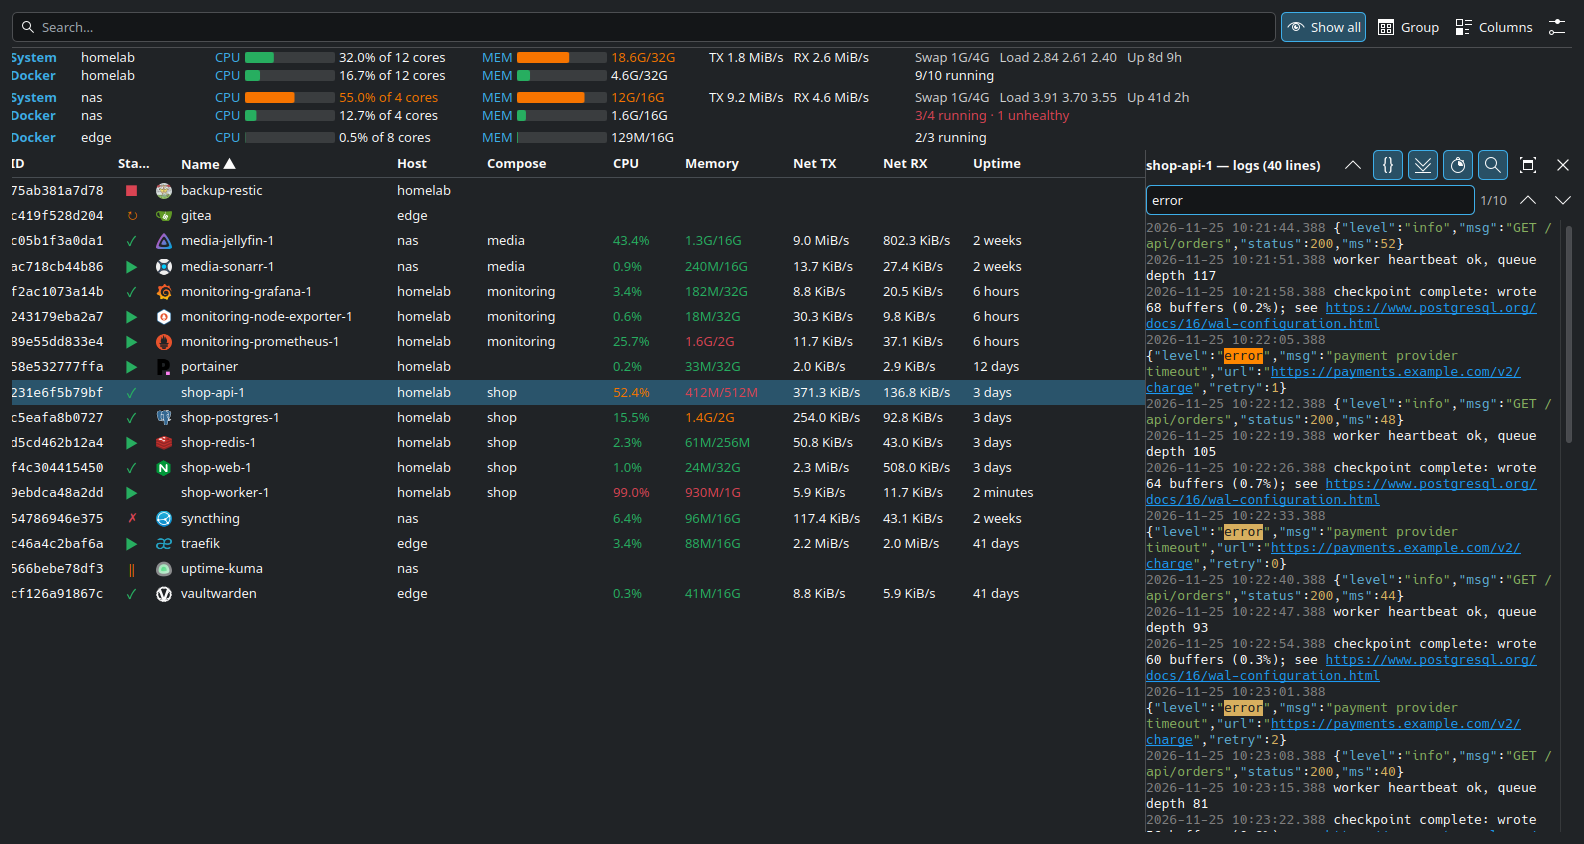 Search... Show all Group Columns
System homelab CPU 32.0% of 12 cores MEM 18.6G/32G TX 1.8 MiB/s RX 2.6 MiB/s Swap 1G/4G Load 2.84 2.61 2.40 Up 8d 9h
Docker homelab CPU 16.7% of 12 cores MEM 4.6G/32G 9/10 running
System nas CPU 55.0% of 4 cores MEM 12G/16G TX 9.2 MiB/s RX 4.6 MiB/s Swap 1G/4G Load 3.91 3.70 3.55 Up 41d 2h
Docker nas CPU 12.7% of 4 cores MEM 1.6G/16G 3/4 running · 1 unhealthy
Docker edge CPU 0.5% of 8 cores MEM 129M/16G 2/3 running
ID Sta... Name Host Compose CPU Memory Net TX Net RX Uptime
75ab381a7d78 backup-restic homelab
c419f528d204 gitea edge
c05b1f3a0da1 media-jellyfin-1 nas media 43.4% 1.3G/16G 9.0 MiB/s 802.3 KiB/s 2 weeks
ac718cb44b86 media-sonarr-1 nas media 0.9% 240M/16G 13.7 KiB/s 27.4 KiB/s 2 weeks
f2ac1073a14b monitoring-grafana-1 homelab monitoring 3.4% 182M/32G 8.8 KiB/s 20.5 KiB/s 6 hours
243179eba2a7 monitoring-node-exporter-1 homelab monitoring 0.6% 18M/32G 30.3 KiB/s 9.8 KiB/s 6 hours
89e55dd833e4 monitoring-prometheus-1 homelab monitoring 25.7% 1.6G/2G 11.7 KiB/s 37.1 KiB/s 6 hours
58e532777ffa portainer homelab 0.2% 33M/32G 2.0 KiB/s 2.9 KiB/s 12 days
231e6f5b79bf shop-api-1 homelab shop 52.4% 412M/512M 371.3 KiB/s 136.8 KiB/s 3 days
c5eafa8b0727 shop-postgres-1 homelab shop 15.5% 1.4G/2G 254.0 KiB/s 92.8 KiB/s 3 days
d5cd462b12a4 shop-redis-1 homelab shop 2.3% 61M/256M 50.8 KiB/s 43.0 KiB/s 3 days
f4c304415450 shop-web-1 homelab shop 1.0% 24M/32G 2.3 MiB/s 508.0 KiB/s 3 days
9ebdca48a2dd shop-worker-1 homelab shop 99.0% 930M/1G 5.9 KiB/s 11.7 KiB/s 2 minutes
54786946e375 syncthing nas 6.4% 96M/16G 117.4 KiB/s 43.1 KiB/s 2 weeks
c46a4c2baf6a traefik edge 3.4% 88M/16G 2.2 MiB/s 2.0 MiB/s 41 days
566bebe78df3 uptime-kuma nas
cf126a91867c vaultwarden edge 0.3% 41M/16G 8.8 KiB/s 5.9 KiB/s 41 days
shop-api-1 — logs (40 lines) {}
error 1/10
2026-11-25 10:21:44.388 {"level":"info","msg":"GET /
api/orders","status":200,"ms":52}
2026-11-25 10:21:51.388 worker heartbeat ok, queue
depth 117
2026-11-25 10:21:58.388 checkpoint complete: wrote
68 buffers (0.2%); see https://www.postgresql.org/
docs/16/wal-configuration.html
2026-11-25 10:22:05.388
{"level":"error","msg":"payment provider
timeout","url":"https://payments.example.com/v2/
charge","retry":1}
2026-11-25 10:22:12.388 {"level":"info","msg":"GET /
api/orders","status":200,"ms":48}
2026-11-25 10:22:19.388 worker heartbeat ok, queue
depth 105
2026-11-25 10:22:26.388 checkpoint complete: wrote
64 buffers (0.7%); see https://www.postgresql.org/
docs/16/wal-configuration.html
2026-11-25 10:22:33.388
{"level":"error","msg":"payment provider
timeout","url":"https://payments.example.com/v2/
charge","retry":0}
2026-11-25 10:22:40.388 {"level":"info","msg":"GET /
api/orders","status":200,"ms":44}
2026-11-25 10:22:47.388 worker heartbeat ok, queue
depth 93
2026-11-25 10:22:54.388 checkpoint complete: wrote
60 buffers (0.3%); see https://www.postgresql.org/
docs/16/wal-configuration.html
2026-11-25 10:23:01.388
{"level":"error","msg":"payment provider
timeout","url":"https://payments.example.com/v2/
charge","retry":2}
2026-11-25 10:23:08.388 {"level":"info","msg":"GET /
api/orders","status":200,"ms":40}
2026-11-25 10:23:15.388 worker heartbeat ok, queue
depth 81
2026-11-25 10:23:22.388 checkpoint complete: wrote